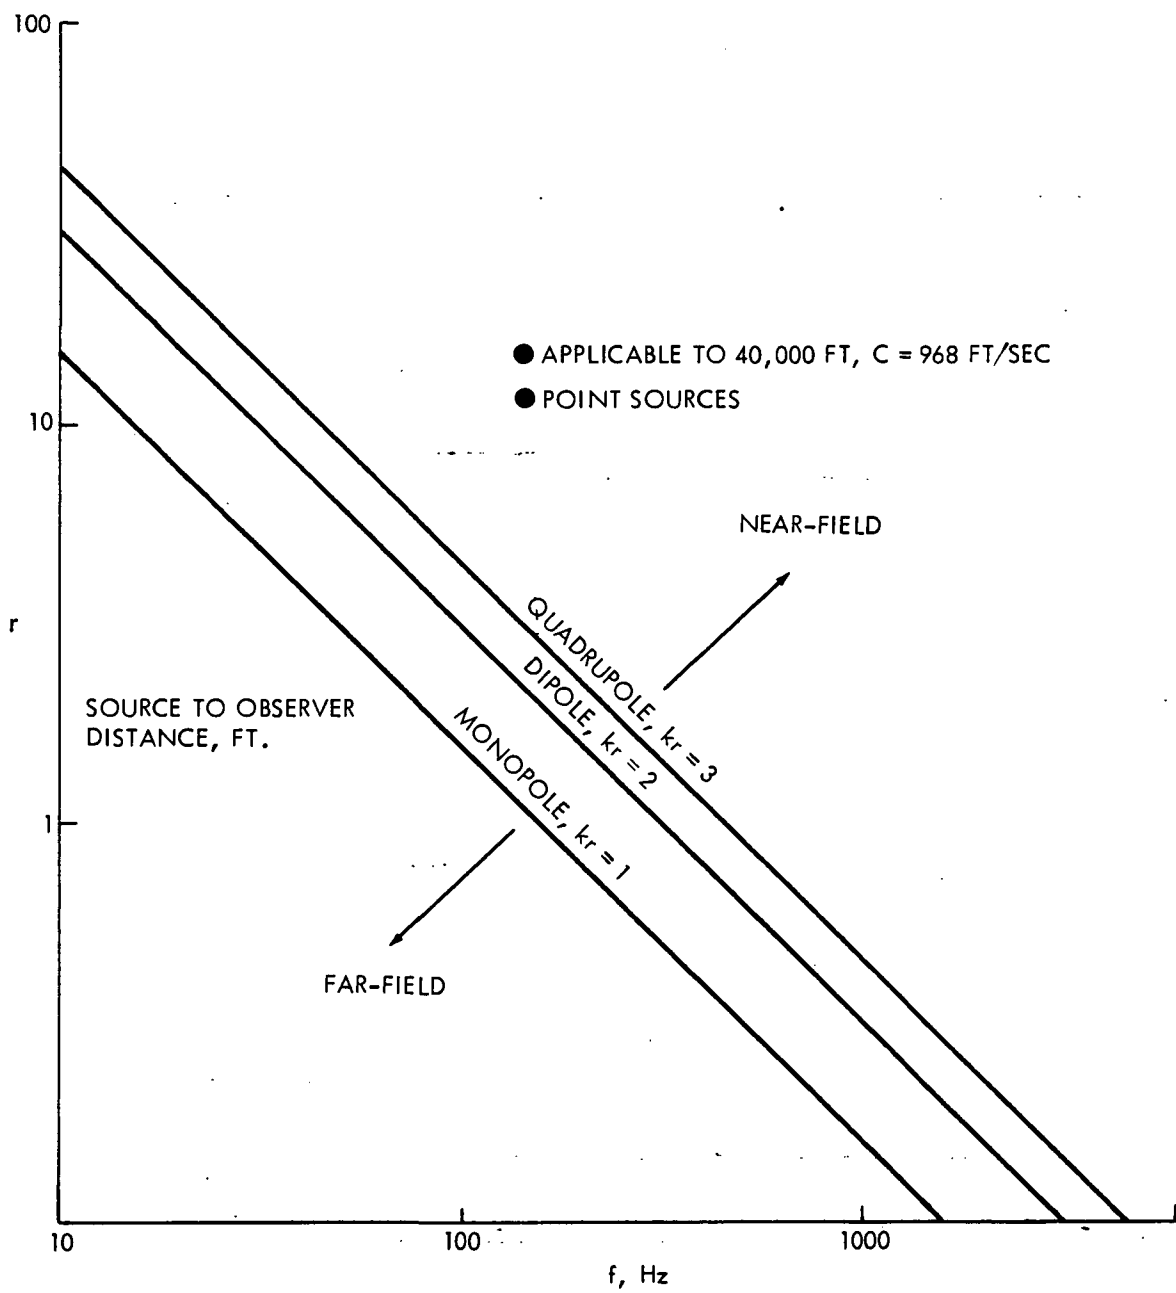 100
● APPLICABLE TO 40,000 FT, C = 968 FT/SEC
● POINT SOURCES
10
NEAR-FIELD
QUADRUPOLE, kr = 3
DIPOLE, kr = 2
MONOPOLE, kr = 1
r
SOURCE TO OBSERVER
DISTANCE, FT.
1
FAR-FIELD
10
100
1000
f, Hz